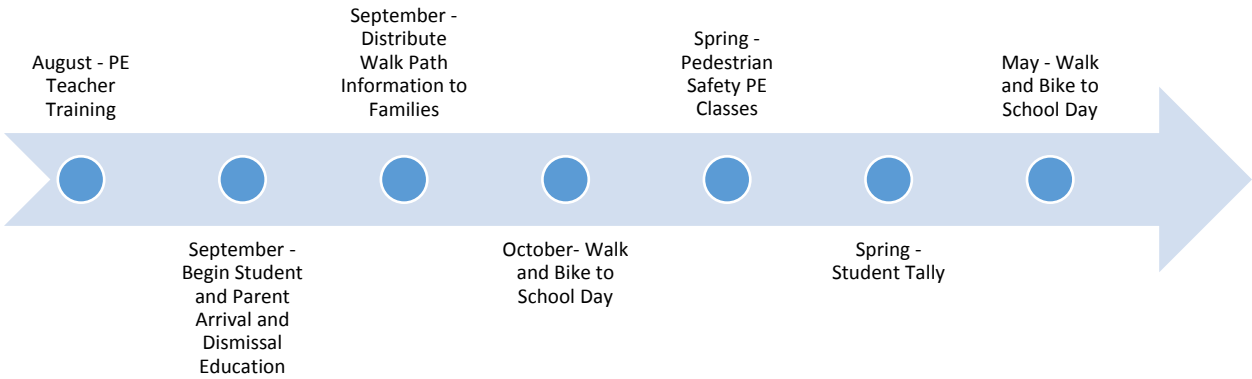 August - PE
Teacher
Training
September -
Begin Student
and Parent
Arrival and
Dismissal
Education
September -
Distribute
Walk Path
Information to
Families
October- Walk
and Bike to
School Day
Spring -
Pedestrian
Safety PE
Classes
Spring -
Student Tally
May - Walk
and Bike to
School Day